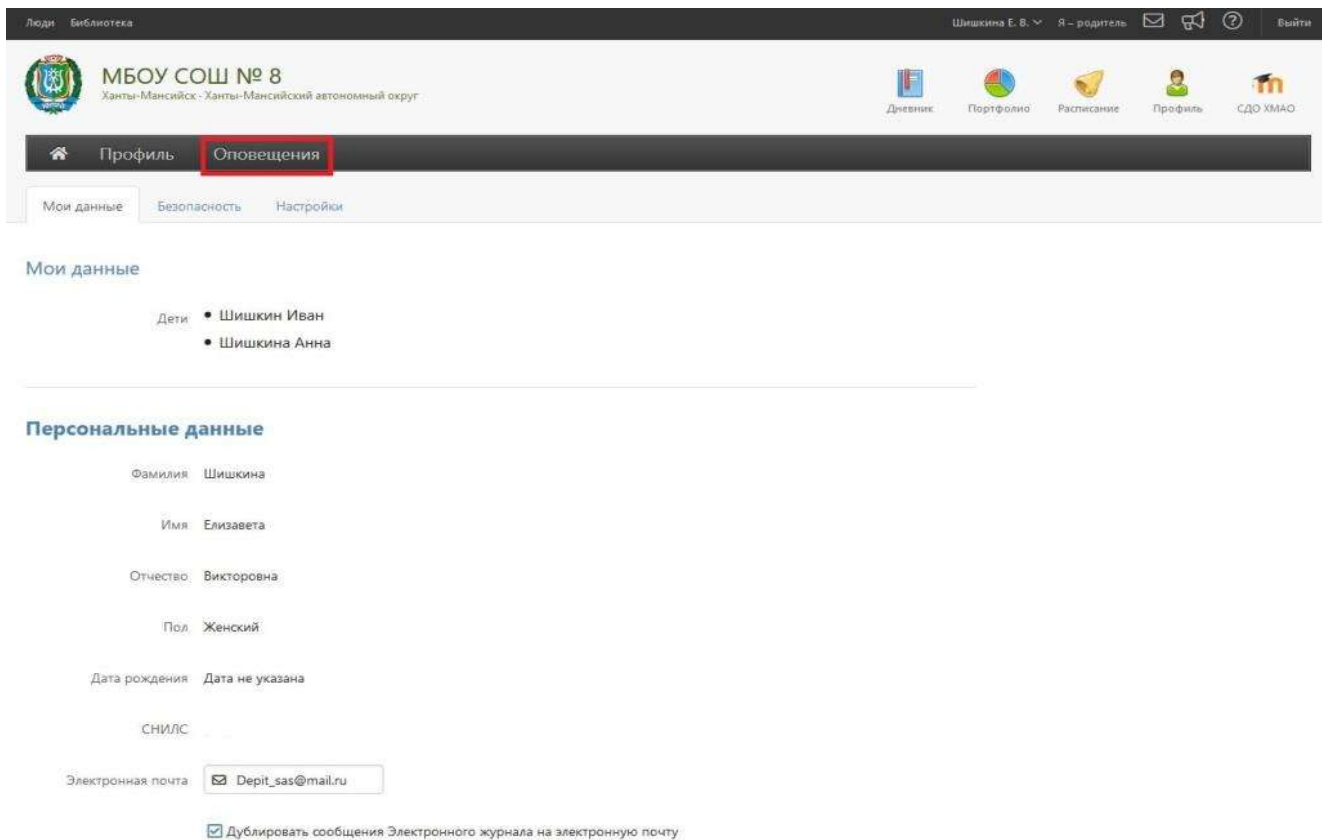 Люди Библиотека Шишкина Е. В. Я – родитель Выйти
МБОУ СОШ № 8
Ханты-Мансийск - Ханты-Мансийский автономный округ
Дневник Портфолио Расписание Профиль СДО ХМАО
Профиль Оповещения
Мои данные Безопасность Настройки
Мои данные
Дети • Шишкин Иван
• Шишкина Анна
Персональные данные
Фамилия Шишкина
Имя Елизавета
Отчество Викторовна
Пол Женский
Дата рождения Дата не указана
СНИЛС
Электронная почта Depit_sas@mail.ru
Дублировать сообщения Электронного журнала на электронную почту